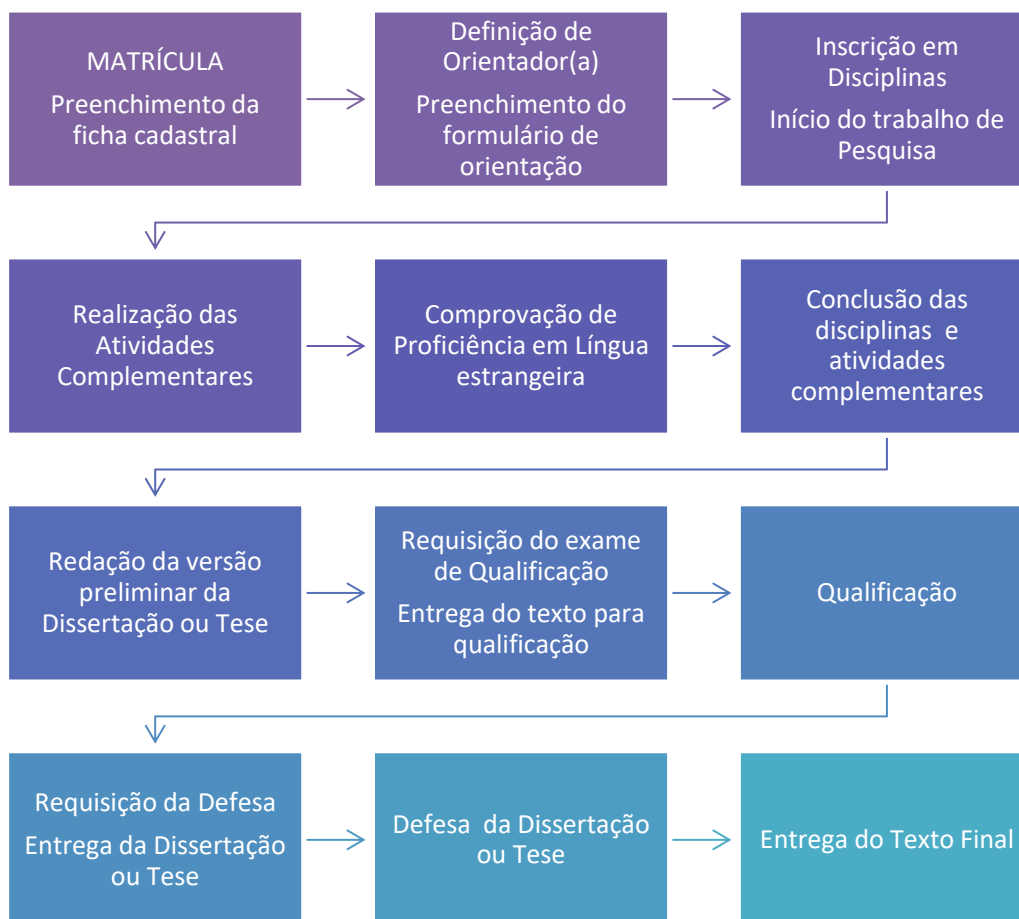 MATRÍCULA
Preenchimento da
ficha cadastral
Definição de
Orientador(a)
Preenchimento do
formulário de
orientação
Inscrição em
Disciplinas
Início do trabalho de
Pesquisa
Realização das
Atividades
Complementares
Comprovação de
Proficiência em Língua
estrangeira
Conclusão das
disciplinas  e
atividades
complementares
Redação da versão
preliminar da
Dissertação ou Tese
Requisição do exame
de Qualificação
Entrega do texto para
qualificação
Qualificação
Requisição da Defesa
Entrega da Dissertação
ou Tese
Defesa  da Dissertação
ou Tese
Entrega do Texto Final